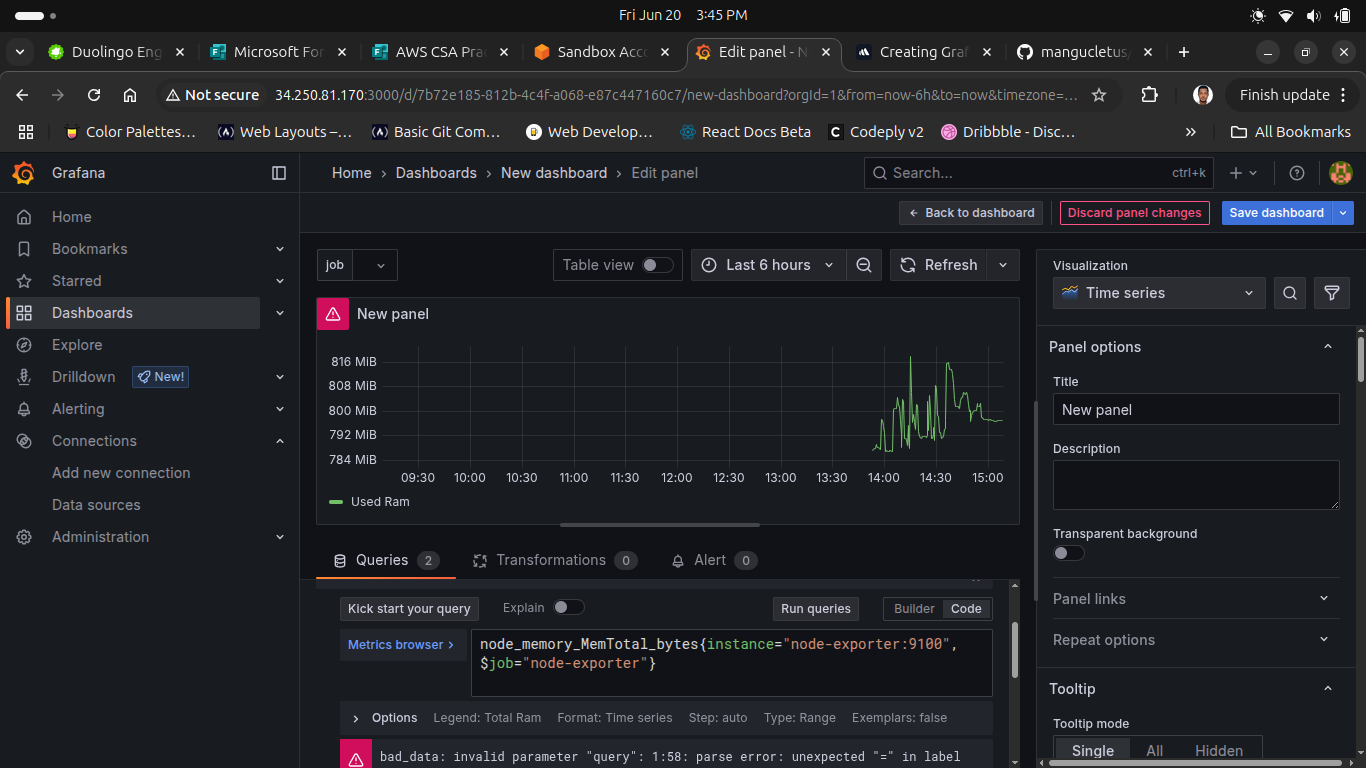 Fri Jun 20 3:45 PM
Duolingo Eng
Microsoft For
AWS CSA Prac
Sandbox Acco
Edit panel - N
Creating Graf
mangucletus/
Not secure 34.250.81.170:3000/d/7b72e185-812b-4c4f-a068-e87c447160c7/new-dashboard?orgId=1&from=now-6h&to=now&timezone=...
Finish update
Color Palettes...
Web Layouts –...
Basic Git Com...
Web Develop...
React Docs Beta
Codeply v2
Dribbble - Disc...
»
All Bookmarks
Grafana
Home › Dashboards › New dashboard › Edit panel
Search... ctrl+k
Home
Bookmarks
Starred
Dashboards
Explore
Drilldown New!
Alerting
Connections
Add new connection
Data sources
Administration
Back to dashboard
Discard panel changes
Save dashboard
job
Table view
Last 6 hours
Refresh
New panel
816 MiB
808 MiB
800 MiB
792 MiB
784 MiB
09:30 10:00 10:30 11:00 11:30 12:00 12:30 13:00 13:30 14:00 14:30 15:00
Used Ram
Queries 2
Transformations 0
Alert 0
Kick start your query
Explain
Run queries
Builder Code
Metrics browser >
node_memory_MemTotal_bytes{instance="node-exporter:9100",
$job="node-exporter"}
Options Legend: Total Ram Format: Time series Step: auto Type: Range Exemplars: false
bad_data: invalid parameter "query": 1:58: parse error: unexpected "=" in label
Visualization
Time series
Panel options
Title
New panel
Description
Transparent background
Panel links
Repeat options
Tooltip
Tooltip mode
Single All Hidden